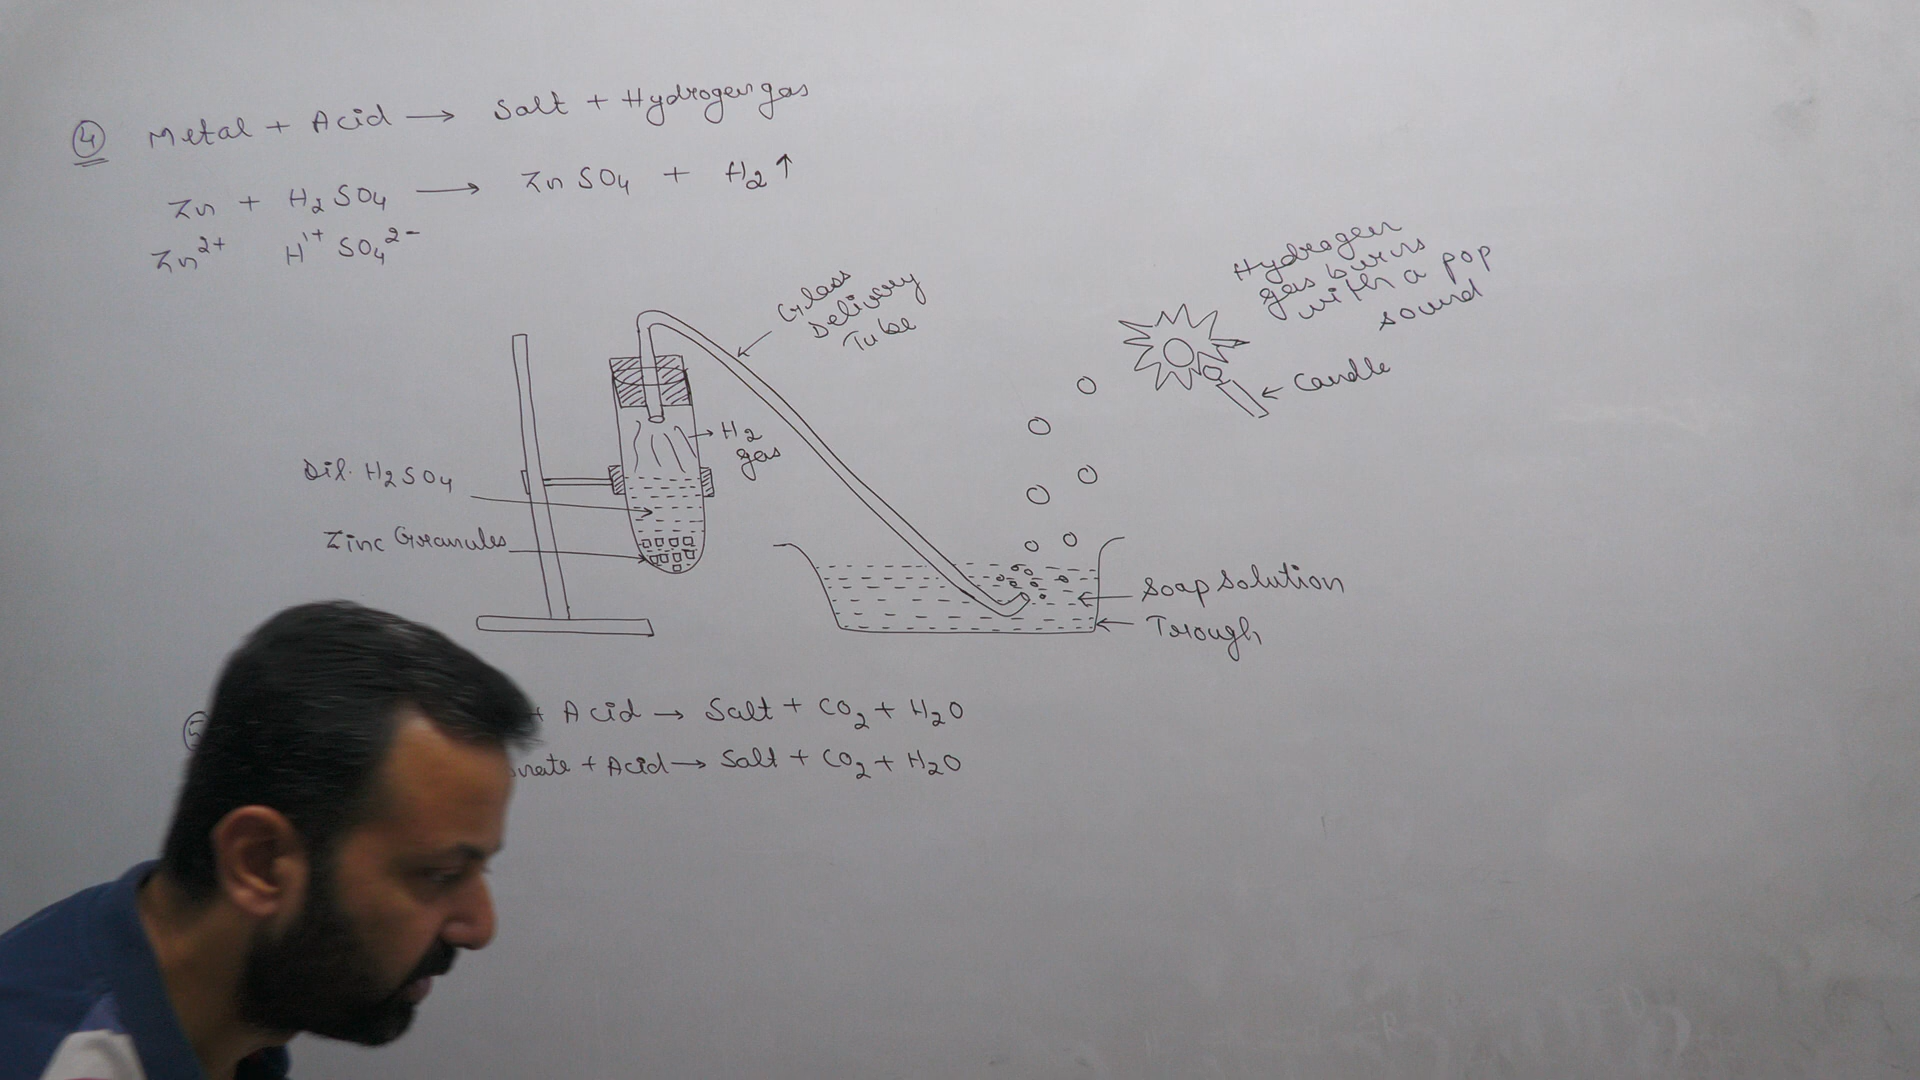 ④ Metal + Acid → Salt + Hydrogen gas
Zn + H₂SO₄ → ZnSO₄ + H₂↑
Zn²⁺ H¹⁺ SO₄²⁻
Hydrogen
gas burns
with a pop
sound
Glass
Delivery
Tube
Candle
H₂
gas
Dil. H₂SO₄
Zinc Granules
Soap Solution
Trough
+ Acid → Salt + CO₂ + H₂O
nate + Acid → Salt + CO₂ + H₂O